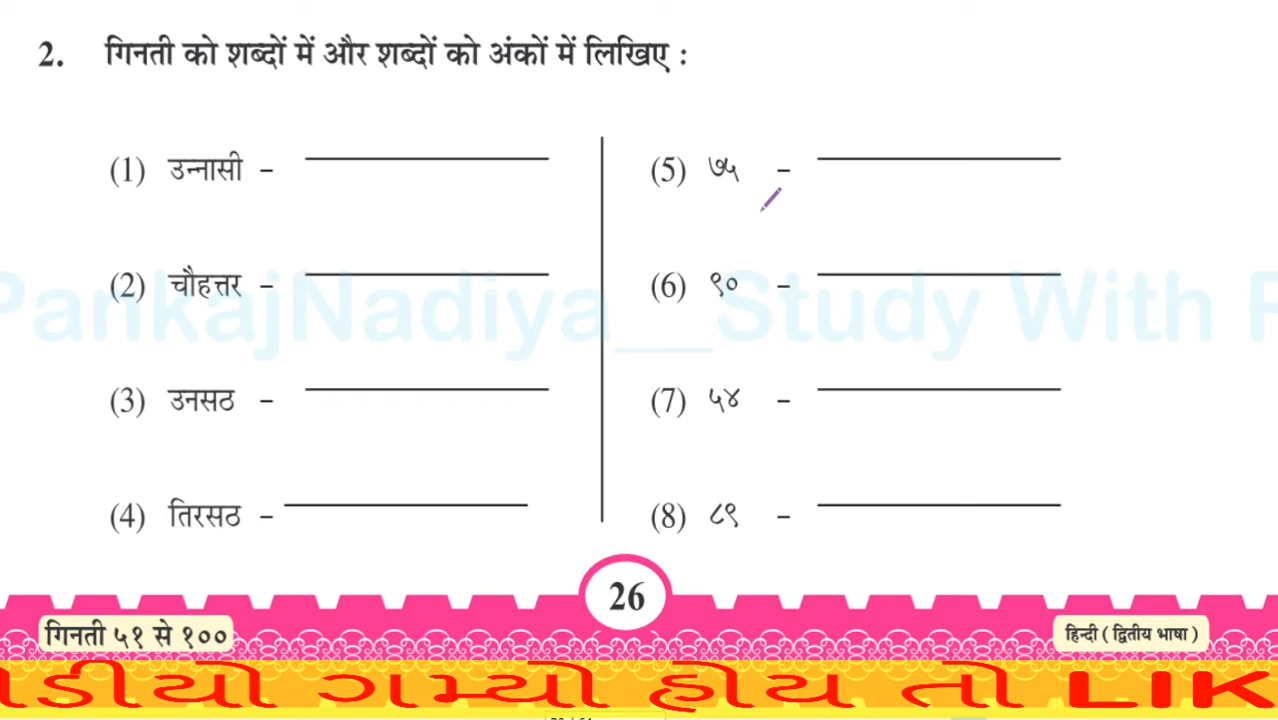 2. गिनती को शब्दों में और शब्दों को अंकों में लिखिए :
(1) उन्नासी -
(2) चौहत्तर -
(3) उनसठ -
(4) तिरसठ -
(5) ७५ -
(6) ९० -
(7) ५४ -
(8) ८९ -
PankajNadiya__Study With P
26
गिनती ५१ से १००
हिन्दी ( द्वितीय भाषा )
ડીયો ગમ્યો હોય તો LIK